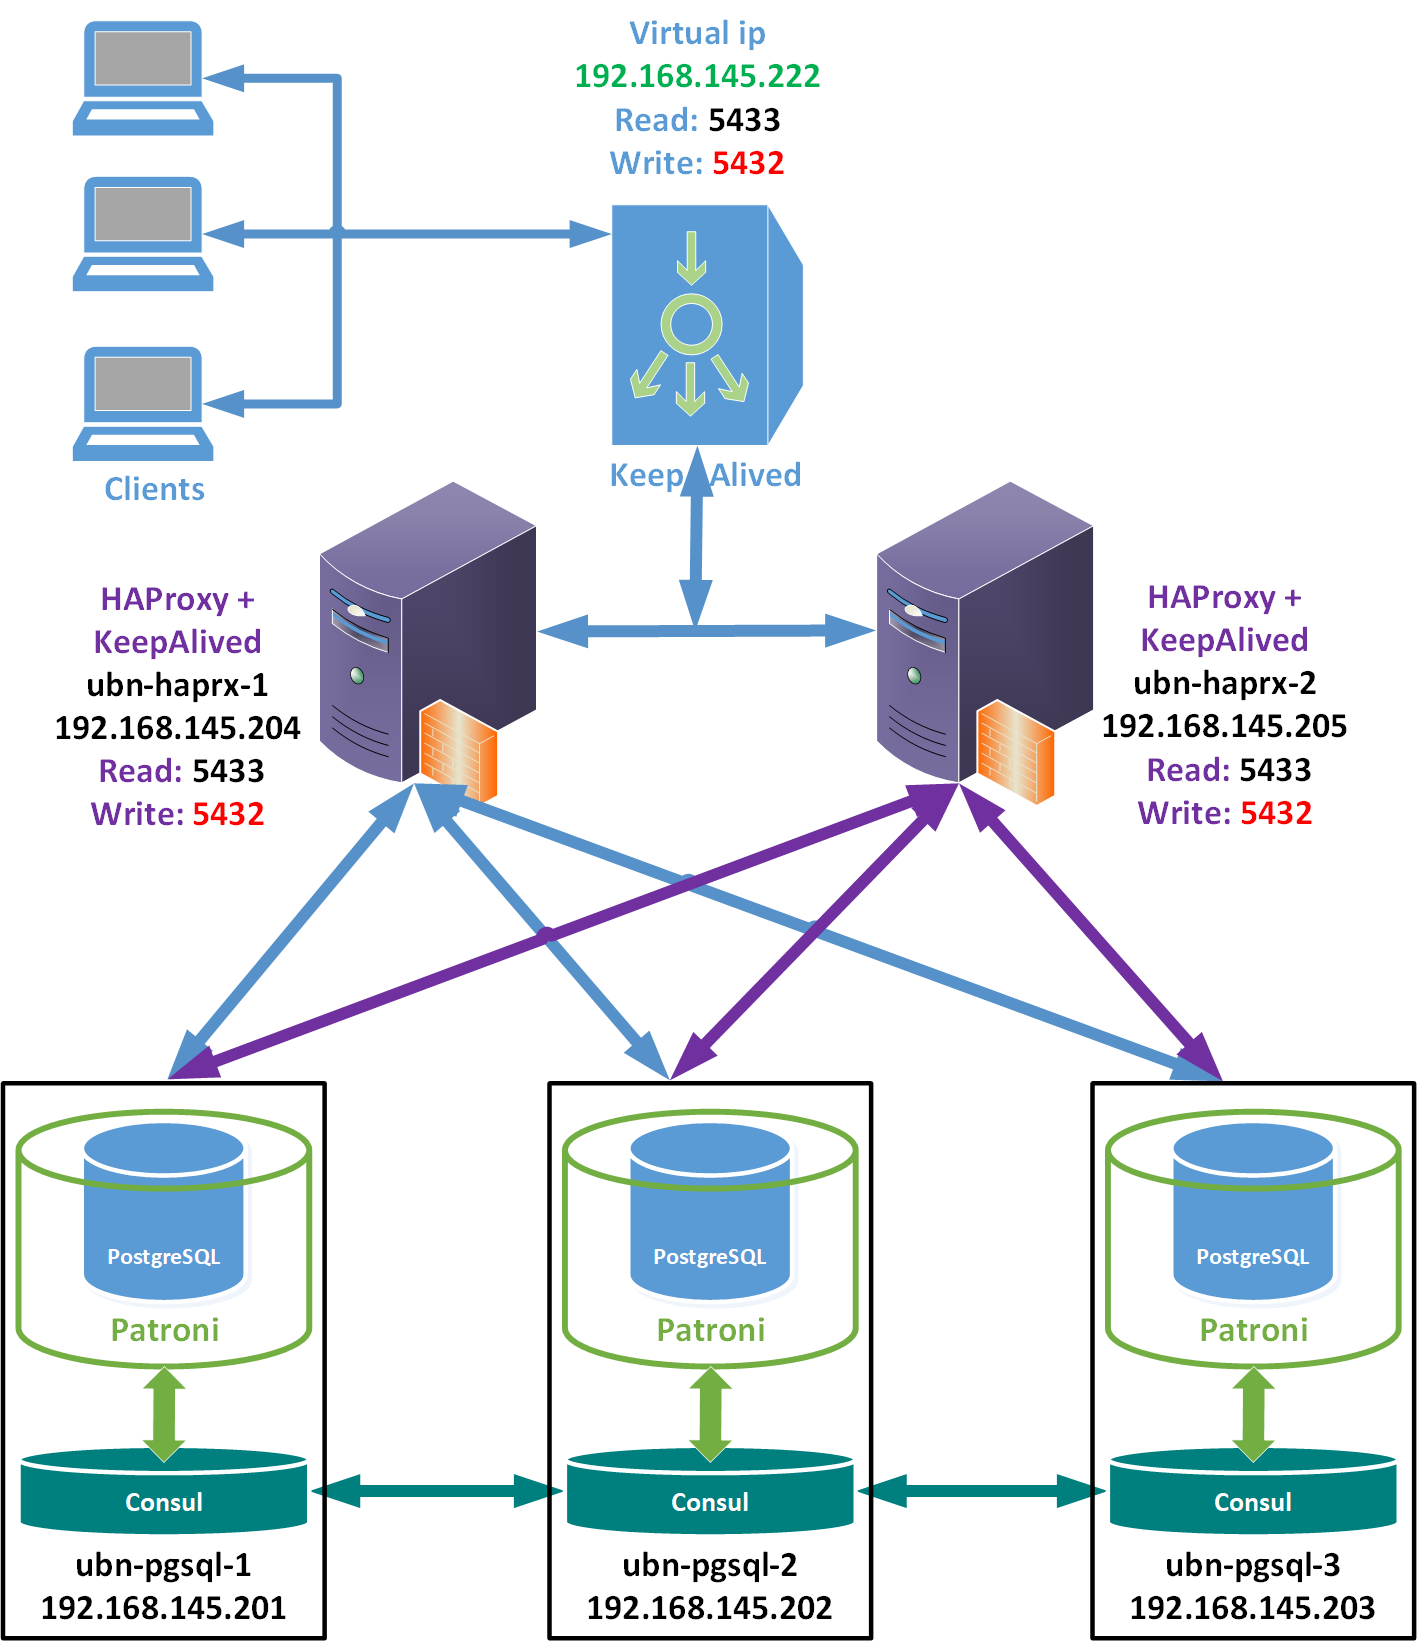 Virtual ip
192.168.145.222
Read: 5433
Write: 5432
Keep Alived
Clients
HAProxy +
KeepAlived
ubn-haprx-1
192.168.145.204
Read: 5433
Write: 5432
HAProxy +
KeepAlived
ubn-haprx-2
192.168.145.205
Read: 5433
Write: 5432
PostgreSQL
Patroni
Consul
ubn-pgsql-1
192.168.145.201
PostgreSQL
Patroni
Consul
ubn-pgsql-2
192.168.145.202
PostgreSQL
Patroni
Consul
ubn-pgsql-3
192.168.145.203